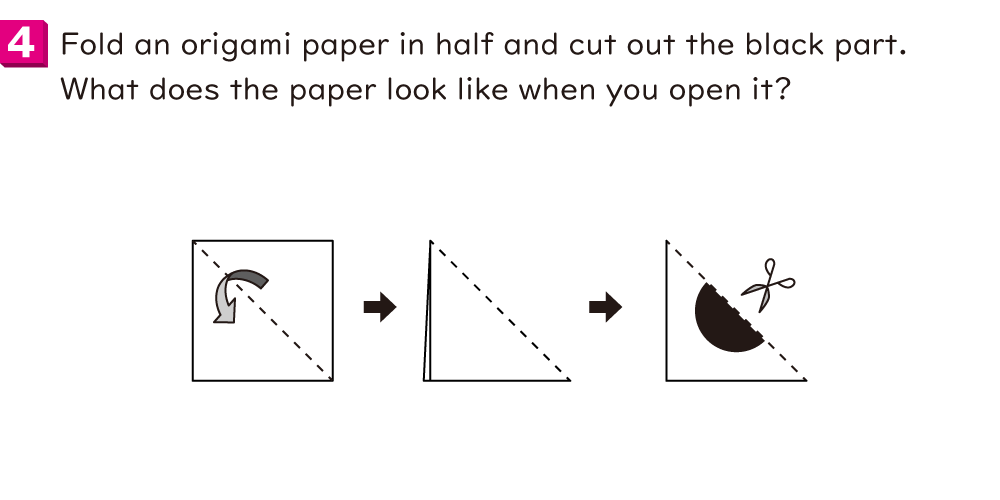 4 Fold an origami paper in half and cut out the black part.
What does the paper look like when you open it?